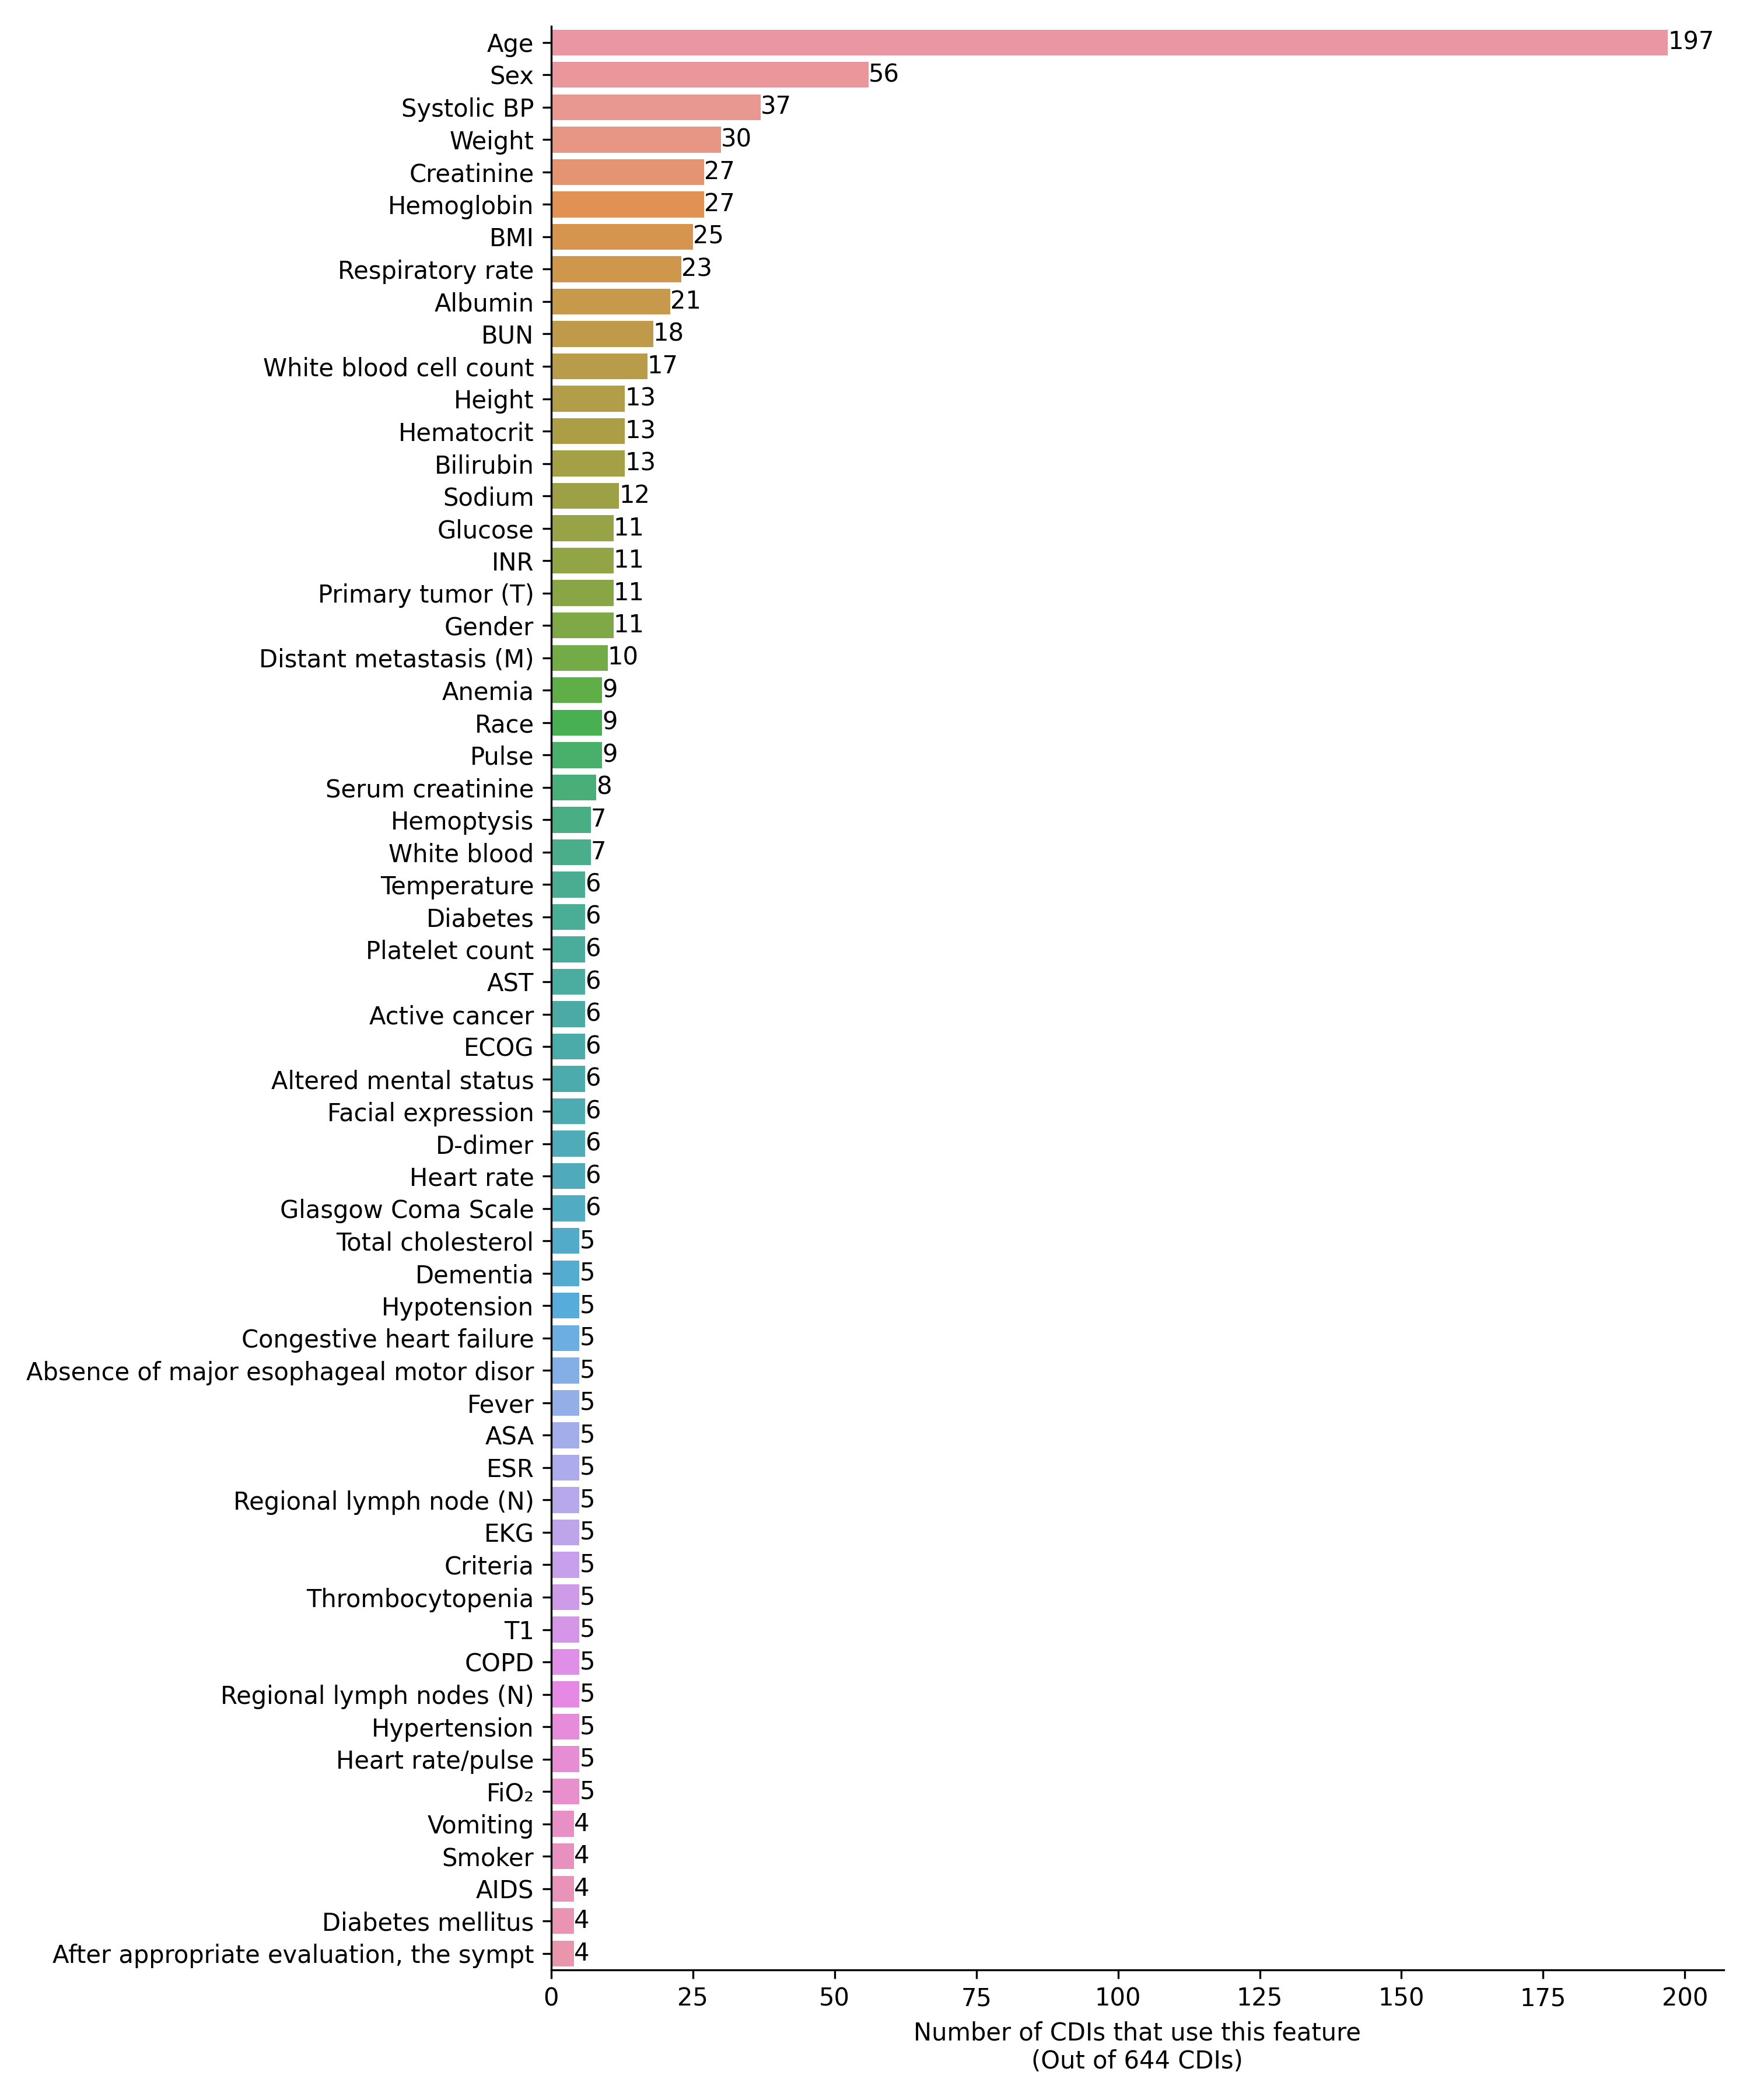 Age 197
Sex 56
Systolic BP 37
Weight 30
Creatinine 27
Hemoglobin 27
BMI 25
Respiratory rate 23
Albumin 21
BUN 18
White blood cell count 17
Height 13
Hematocrit 13
Bilirubin 13
Sodium 12
Glucose 11
INR 11
Primary tumor (T) 11
Gender 11
Distant metastasis (M) 10
Anemia 9
Race 9
Pulse 9
Serum creatinine 8
Hemoptysis 7
White blood 7
Temperature 6
Diabetes 6
Platelet count 6
AST 6
Active cancer 6
ECOG 6
Altered mental status 6
Facial expression 6
D-dimer 6
Heart rate 6
Glasgow Coma Scale 6
Total cholesterol 5
Dementia 5
Hypotension 5
Congestive heart failure 5
Absence of major esophageal motor disor 5
Fever 5
ASA 5
ESR 5
Regional lymph node (N) 5
EKG 5
Criteria 5
Thrombocytopenia 5
T1 5
COPD 5
Regional lymph nodes (N) 5
Hypertension 5
Heart rate/pulse 5
FiO₂ 5
Vomiting 4
Smoker 4
AIDS 4
Diabetes mellitus 4
After appropriate evaluation, the sympt 4
0 25 50 75 100 125 150 175 200
Number of CDIs that use this feature
(Out of 644 CDIs)